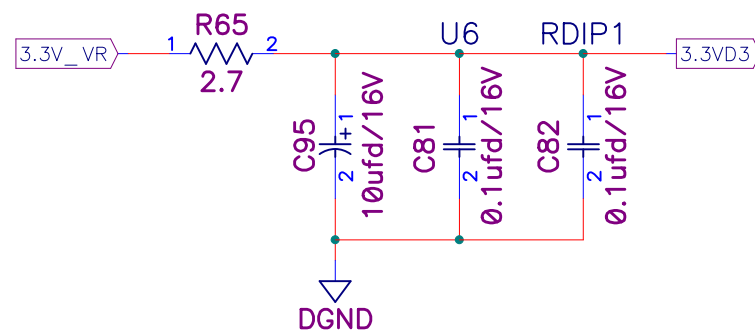 R65
U6
RDIP1
3.3V_VR
1
2
3.3VD3
2.7
C95
+
1
2
10ufd/16V
C81
1
2
0.1ufd/16V
C82
1
2
0.1ufd/16V
DGND